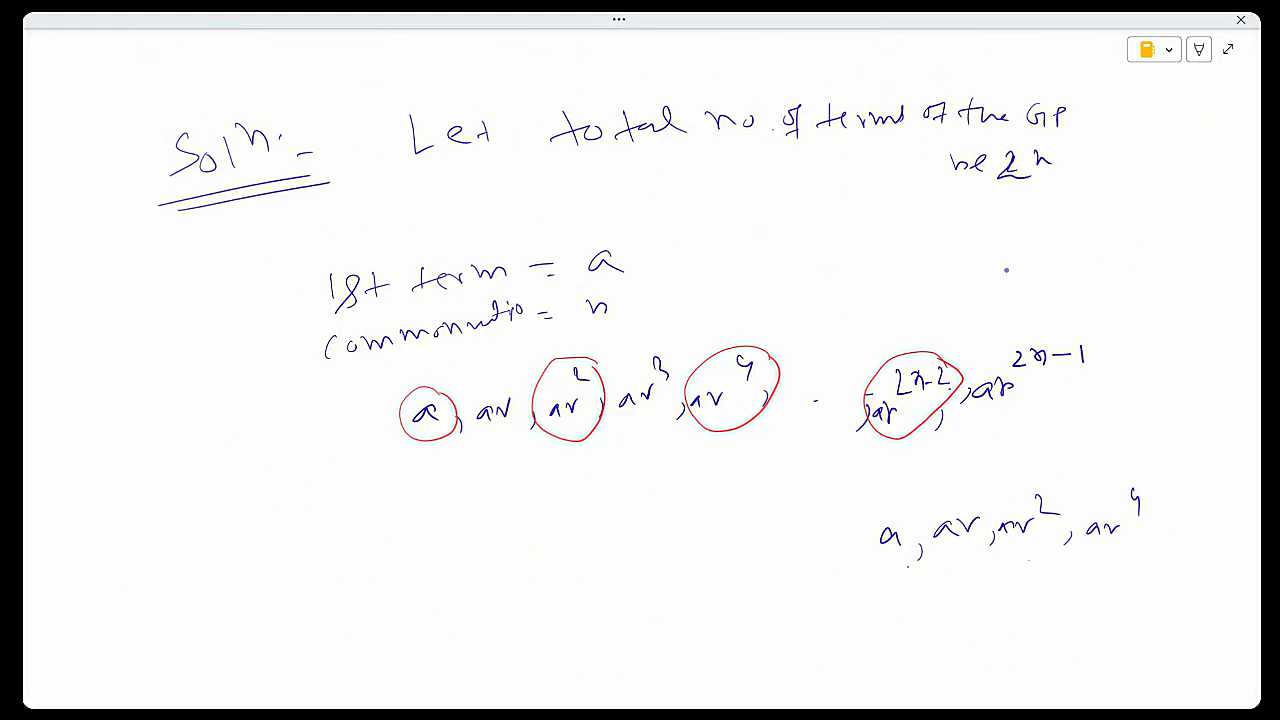 Solⁿ:- Let total no. of terms of the GP
be 2n
1st term = a
common ratio = r
a, ar, ar², ar³, ar⁴, . , ar²ⁿ⁻², ar²ⁿ⁻¹
a, ar, ar², ar⁴